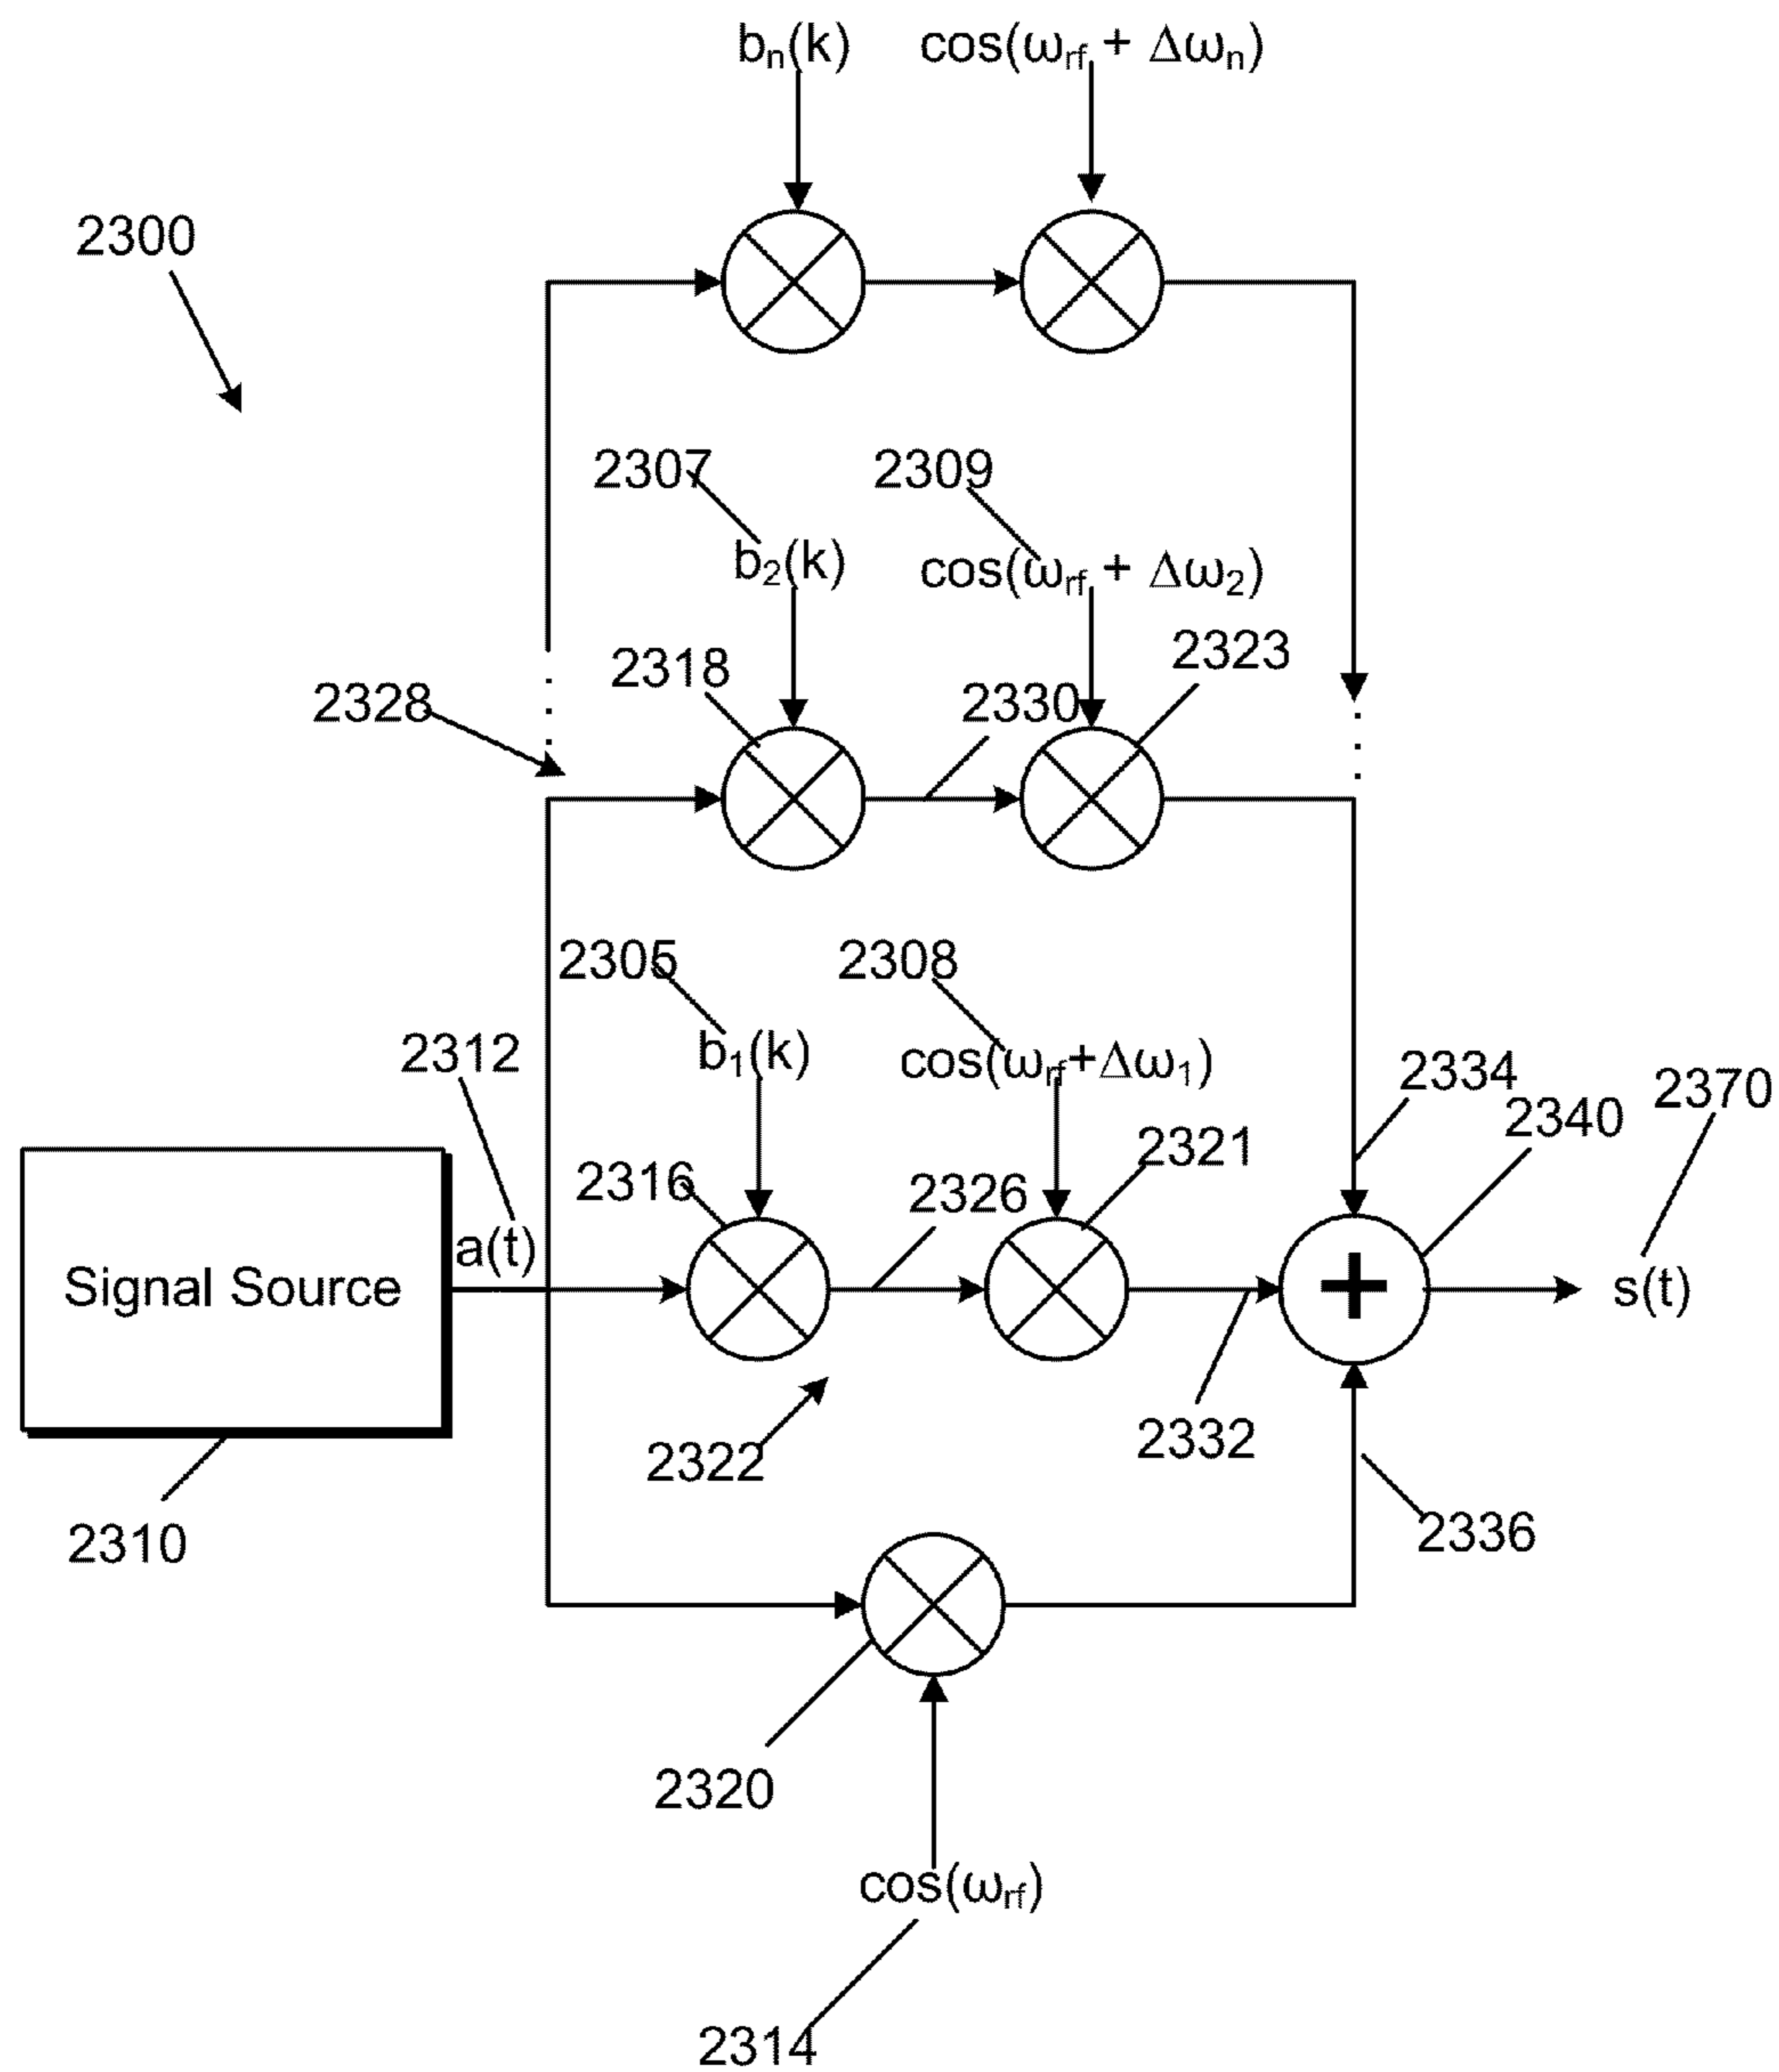 bₙ(k) cos(ωrf + Δωₙ)
2300
2307 2309
b₂(k) cos(ωrf + Δω₂)
2318 2323
2328 2330
2305 2308
2312 b₁(k) cos(ωrf+Δω₁) 2334 2370
2340
2316 2326 2321
a(t)
Signal Source + s(t)
2322 2332
2310 2336
2320
cos(ωrf)
2314